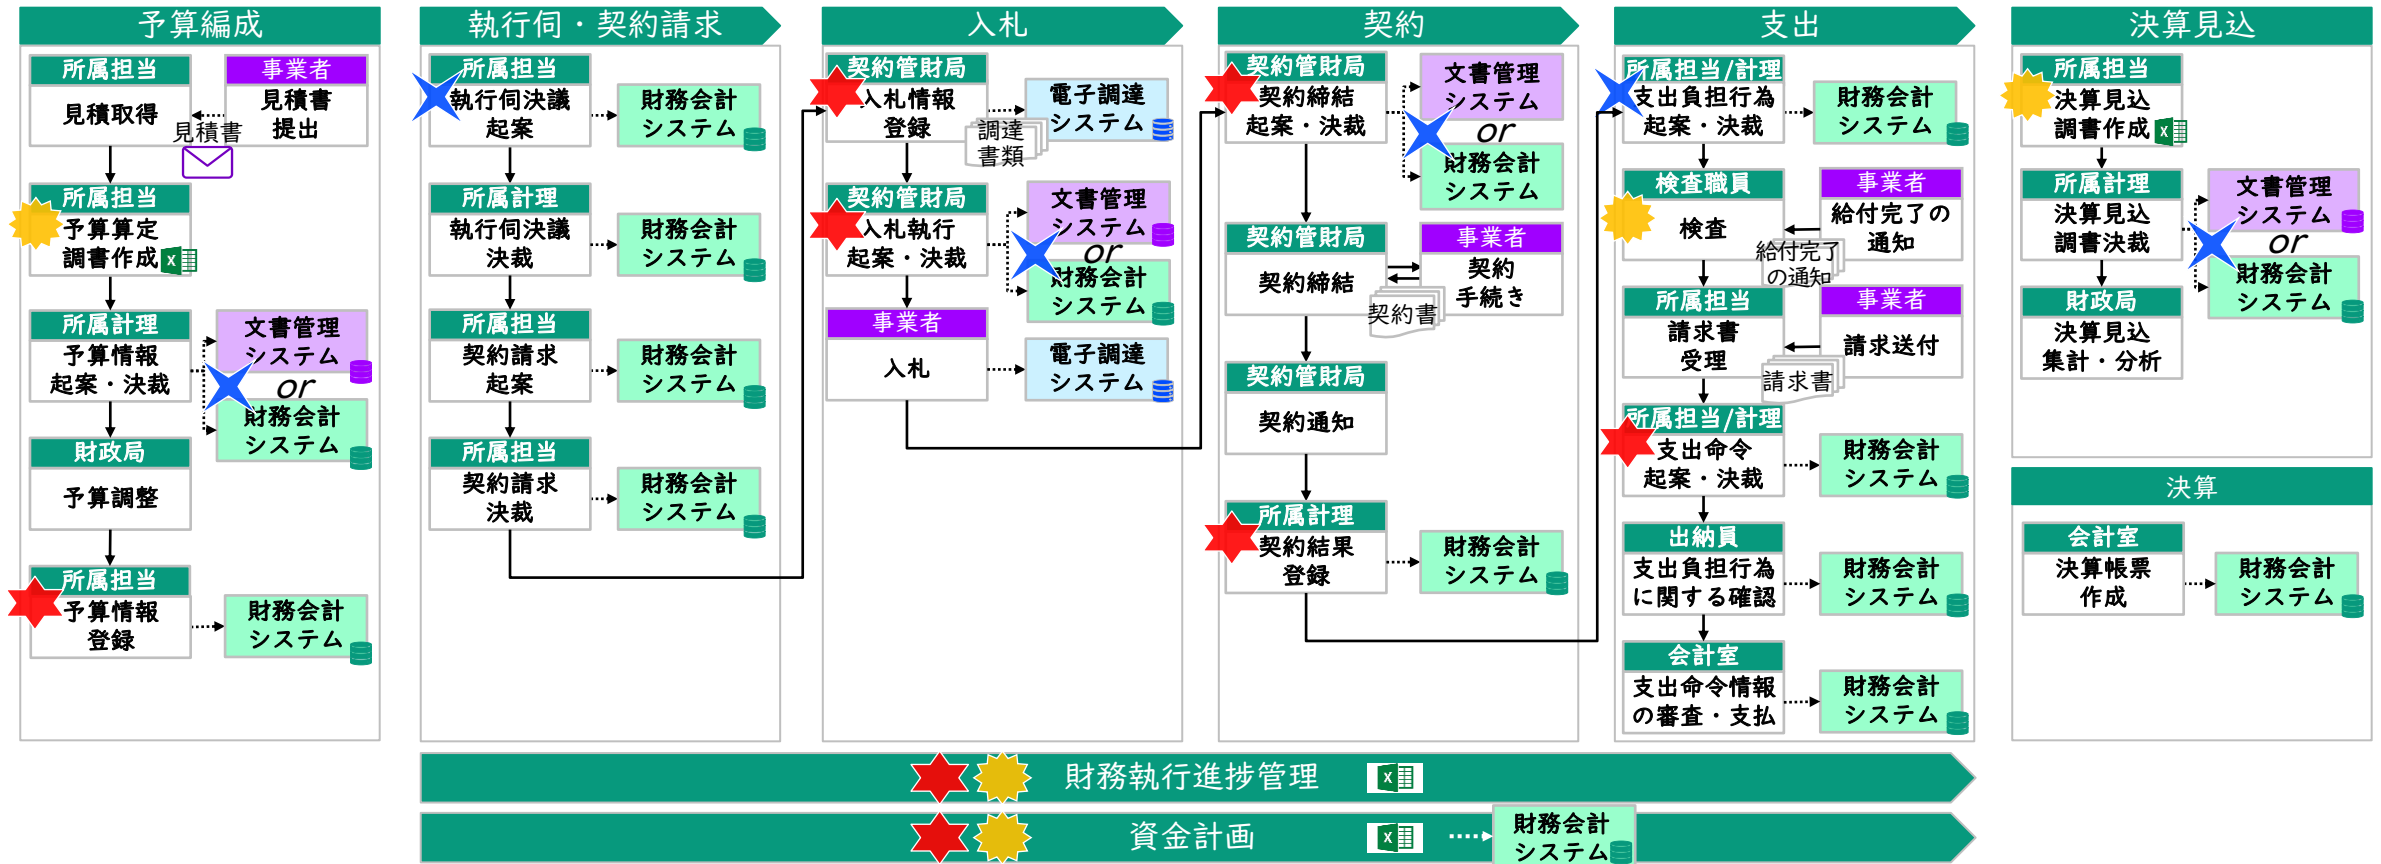 予算編成
所属担当
見積取得
事業者
見積書
提出
見積書
所属担当
予算算定
調書作成
所属計理
予算情報
起案・決裁
文書管理
システム
or
財務会計
システム
財政局
予算調整
所属担当
予算情報
登録
財務会計
システム
執行伺・契約請求
所属担当
執行伺決議
起案
財務会計
システム
所属計理
執行伺決議
決裁
財務会計
システム
所属担当
契約請求
起案
財務会計
システム
所属担当
契約請求
決裁
財務会計
システム
入札
契約管財局
入札情報
登録
電子調達
システム
調達
書類
契約管財局
入札執行
起案・決裁
文書管理
システム
or
財務会計
システム
事業者
入札
電子調達
システム
契約
契約管財局
契約締結
起案・決裁
文書管理
システム
or
財務会計
システム
契約管財局
契約締結
事業者
契約
手続き
契約書
契約管財局
契約通知
所属計理
契約結果
登録
財務会計
システム
支出
所属担当/計理
支出負担行為
起案・決裁
財務会計
システム
検査職員
検査
事業者
給付完了の
通知
給付完了
の通知
所属担当
請求書
受理
事業者
請求送付
請求書
所属担当/計理
支出命令
起案・決裁
財務会計
システム
出納員
支出負担行為
に関する確認
財務会計
システム
会計室
支出命令情報
の審査・支払
財務会計
システム
決算見込
所属担当
決算見込
調書作成
所属計理
決算見込
調書決裁
文書管理
システム
or
財務会計
システム
財政局
決算見込
集計・分析
決算
会計室
決算帳票
作成
財務会計
システム
財務執行進捗管理
資金計画
財務会計
システム